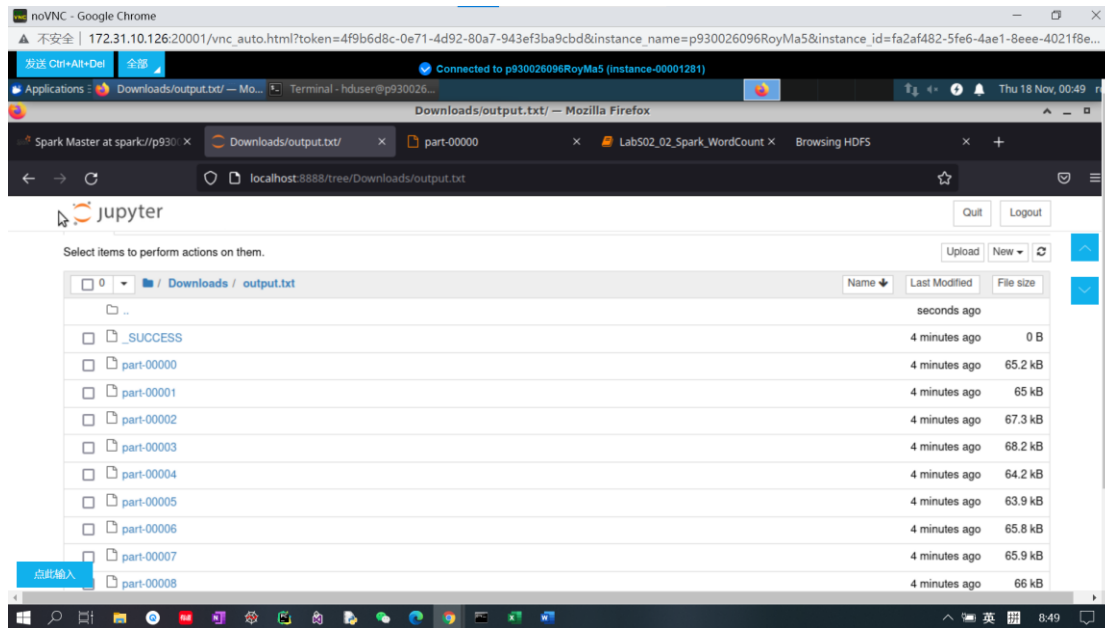 noVNC - Google Chrome
不安全 | 172.31.10.126:20001/vnc_auto.html?token=4f9b6d8c-0e71-4d92-80a7-943ef3ba9cbd&instance_name=p930026096RoyMa5&instance_id=fa2af482-5fe6-4ae1-8eee-4021f8e...
发送 Ctrl+Alt+Del 全部 Connected to p930026096RoyMa5 (instance-00001281)
Applications Downloads/output.txt/ — Mo... Terminal - hduser@p930026... Thu 18 Nov, 00:49
Downloads/output.txt/ — Mozilla Firefox
Spark Master at spark://p930 Downloads/output.txt/ part-00000 Lab502_02_Spark_WordCount Browsing HDFS
localhost:8888/tree/Downloads/output.txt
jupyter Quit Logout
Select items to perform actions on them. Upload New
0 / Downloads / output.txt Name Last Modified File size
.. seconds ago
_SUCCESS 4 minutes ago 0 B
part-00000 4 minutes ago 65.2 kB
part-00001 4 minutes ago 65 kB
part-00002 4 minutes ago 67.3 kB
part-00003 4 minutes ago 68.2 kB
part-00004 4 minutes ago 64.2 kB
part-00005 4 minutes ago 63.9 kB
part-00006 4 minutes ago 65.8 kB
part-00007 4 minutes ago 65.9 kB
点此输入
part-00008 4 minutes ago 66 kB
英 8:49